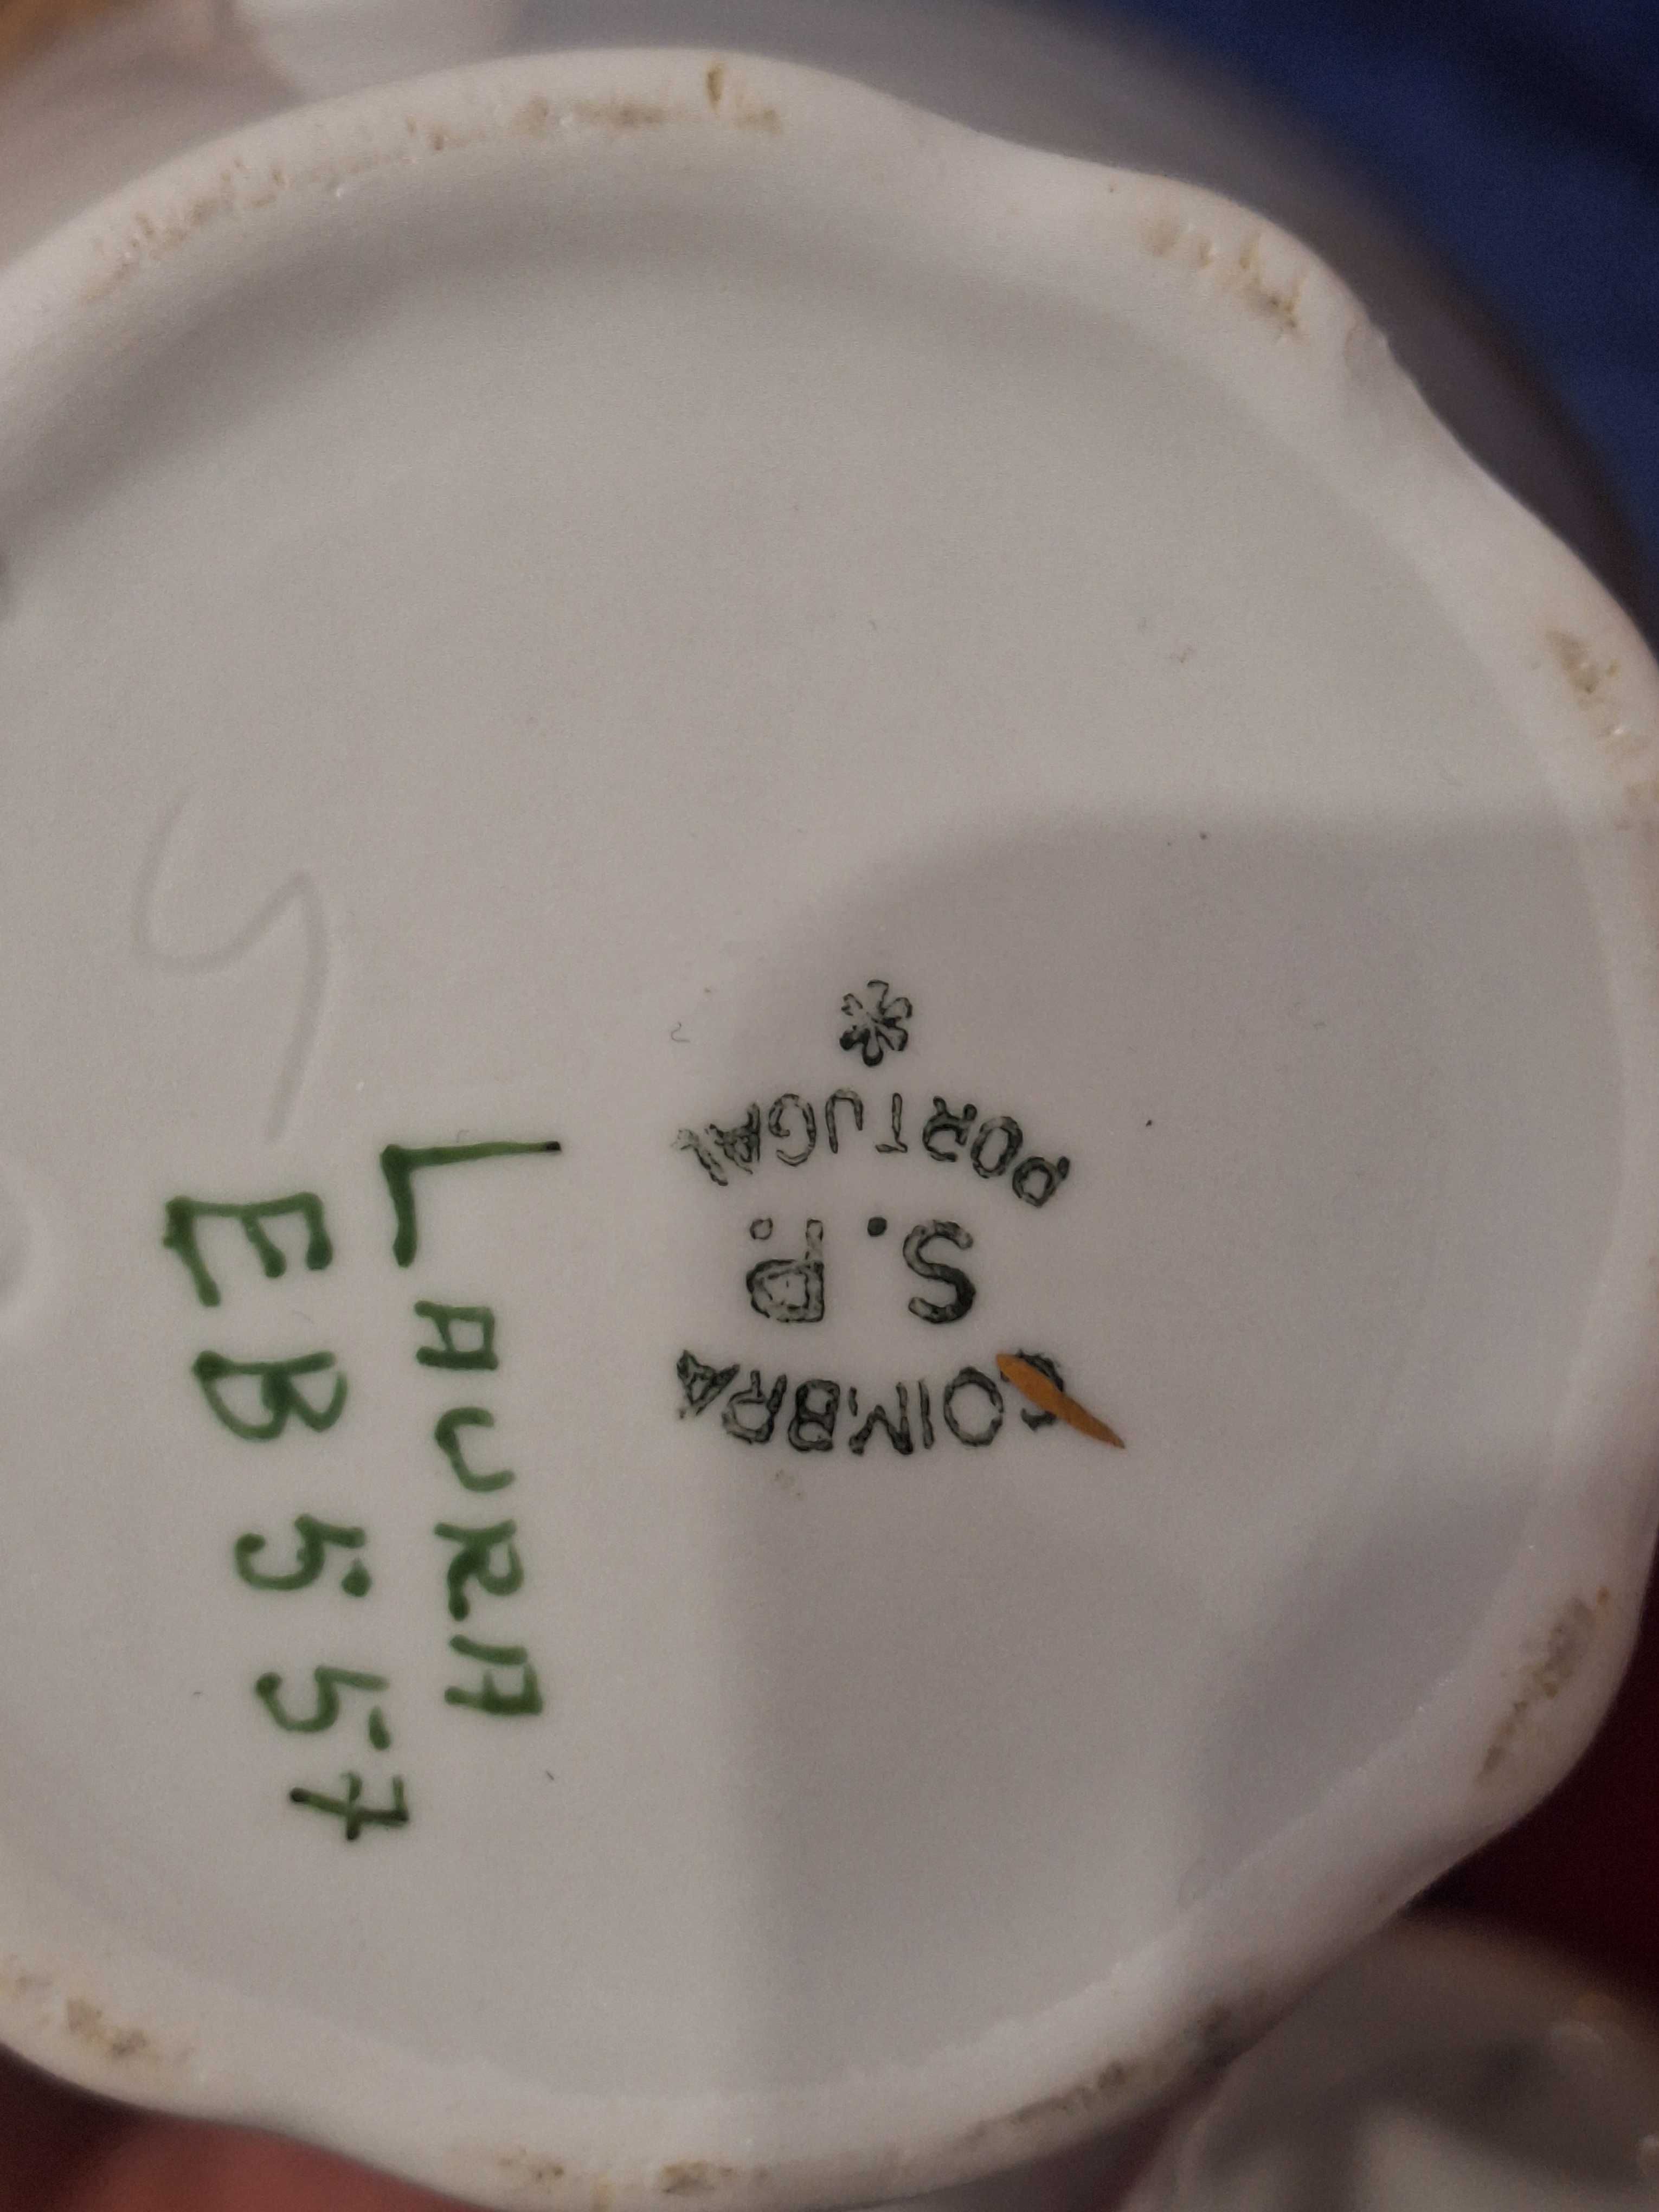 COIMBRA
S. P.
PORTUGAL
*
LAURA
EB 557